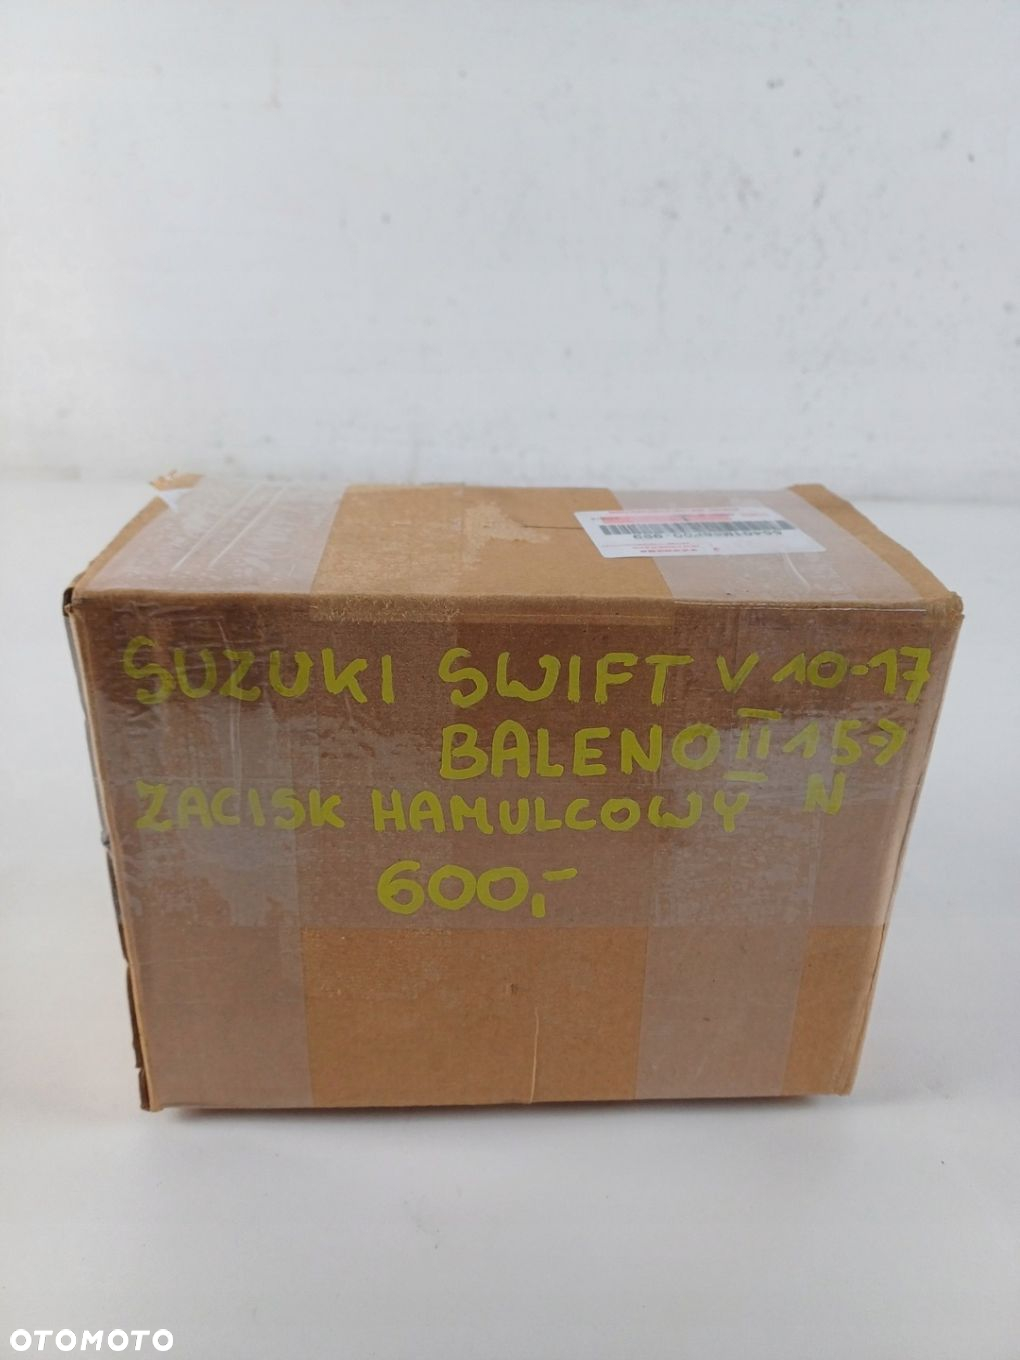 SUZUKI SWIFT V 10-17
BALENO II 15->
ZACISK HAMULCOWY N
600,-
OTOMOTO